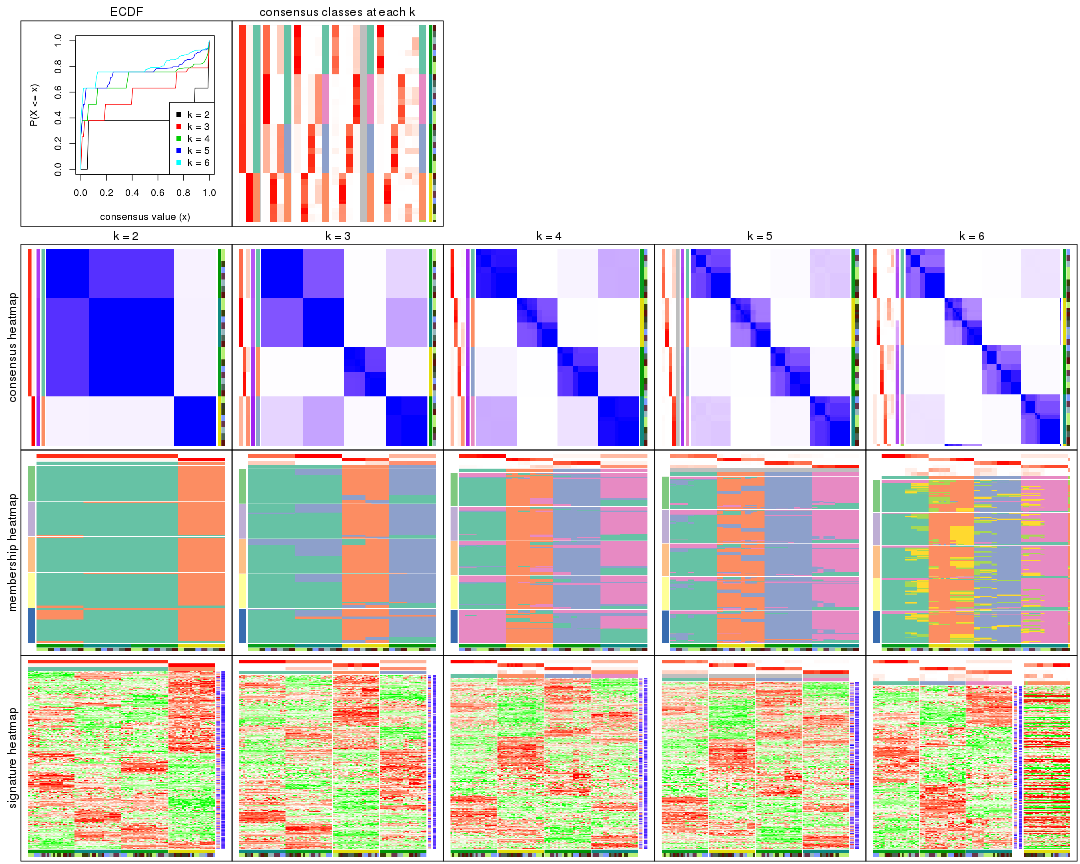 ECDF
consensus classes at each k
P(X <= x)
0.0
0.2
0.4
0.6
0.8
1.0
k = 2
k = 3
k = 4
k = 5
k = 6
0.0 0.2 0.4 0.6 0.8 1.0
consensus value (x)
k = 2
k = 3
k = 4
k = 5
k = 6
consensus heatmap
membership heatmap
signature heatmap